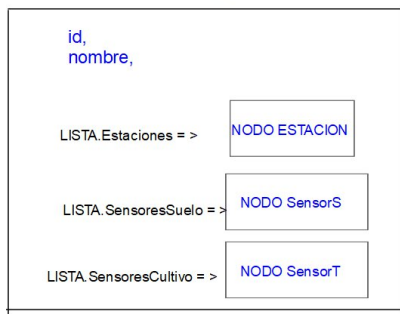 id,
nombre,
LISTA.Estaciones = > NODO ESTACION
LISTA.SensoresSuelo = > NODO SensorS
LISTA.SensoresCultivo = > NODO SensorT